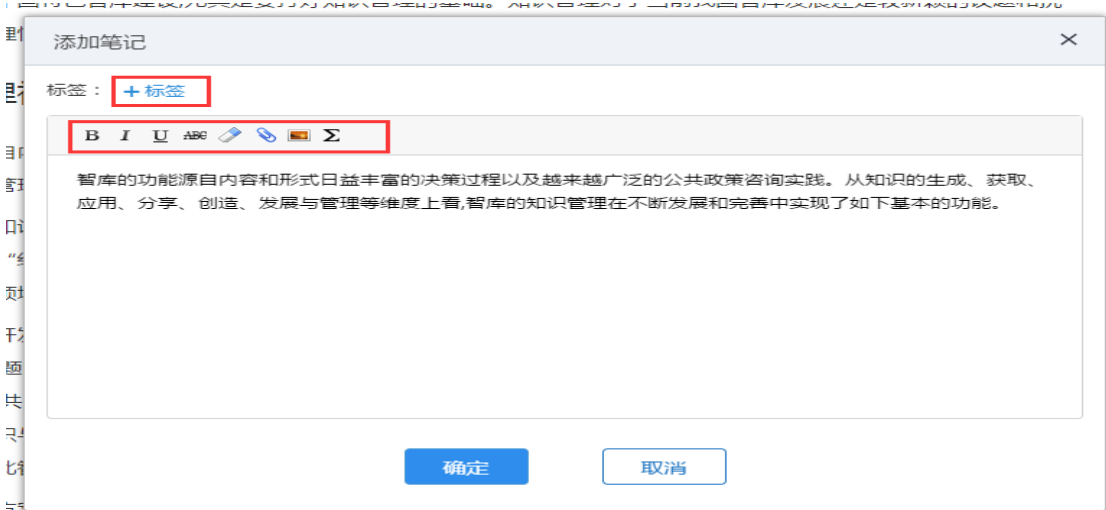 添加笔记
标签：
+标签
B I U ABC Σ
智库的功能源自内容和形式日益丰富的决策过程以及越来越广泛的公共政策咨询实践。从知识的生成、获取、
应用、分享、创造、发展与管理等维度上看,智库的知识管理在不断发展和完善中实现了如下基本的功能。
确定
取消